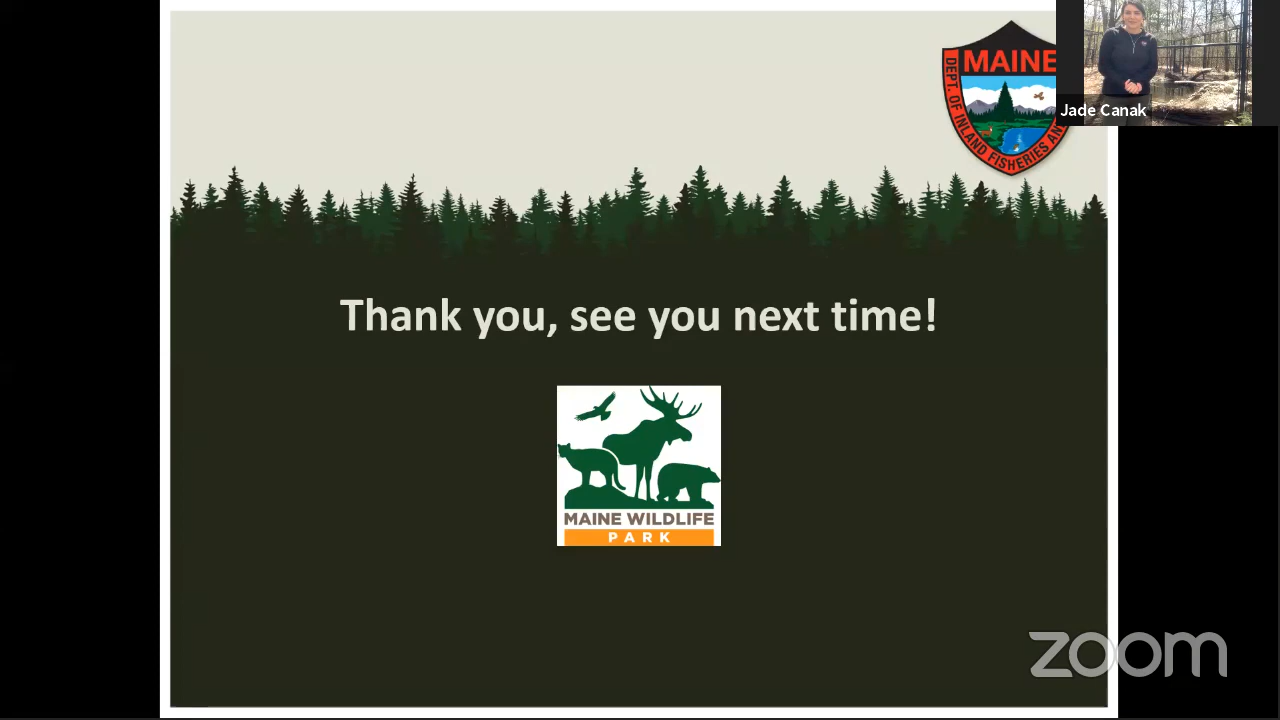 MAINE
DEPT. OF INLAND FISHERIES AN
Jade Canak
Thank you, see you next time!
MAINE WILDLIFE
PARK
zoom